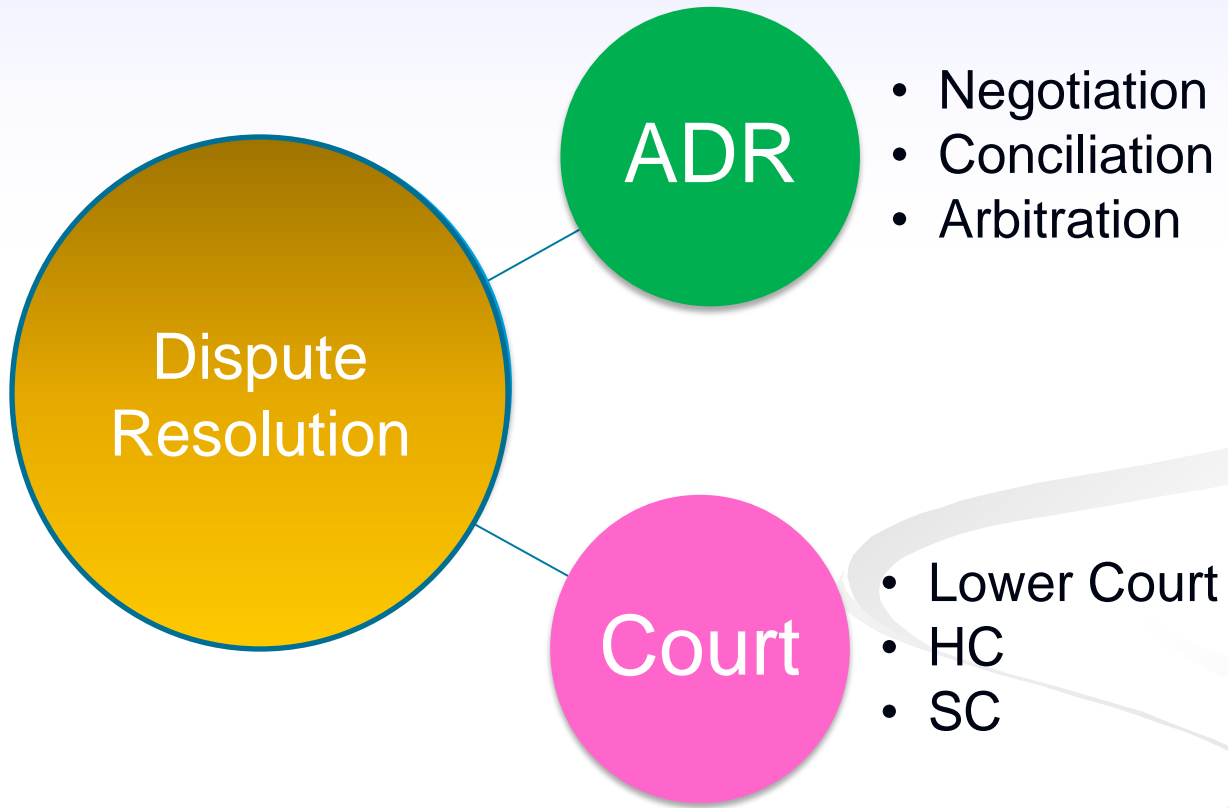 Dispute
Resolution
ADR
• Negotiation
• Conciliation
• Arbitration
Court
• Lower Court
• HC
• SC